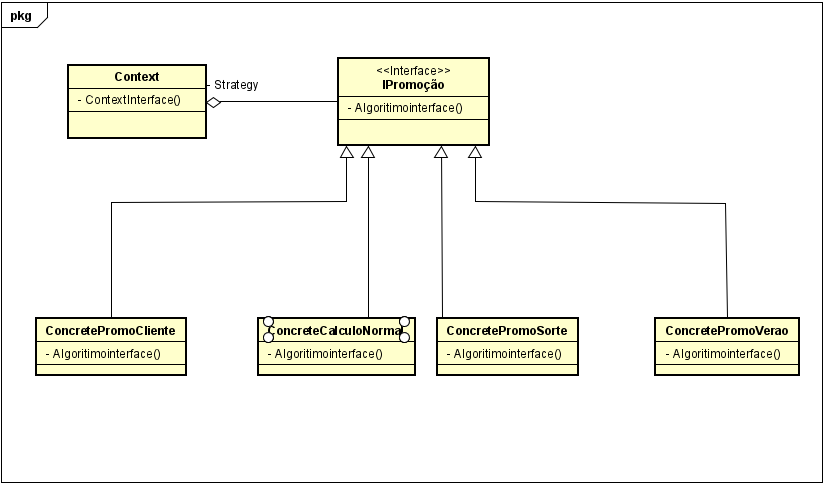 pkg
Context
- ContextInterface()
- Strategy
<<Interface>>
IPromoção
- Algoritimointerface()
ConcretePromoCliente
- Algoritimointerface()
ConcreteCalculoNormal
- Algoritimointerface()
ConcretePromoSorte
- Algoritimointerface()
ConcretePromoVerao
- Algoritimointerface()